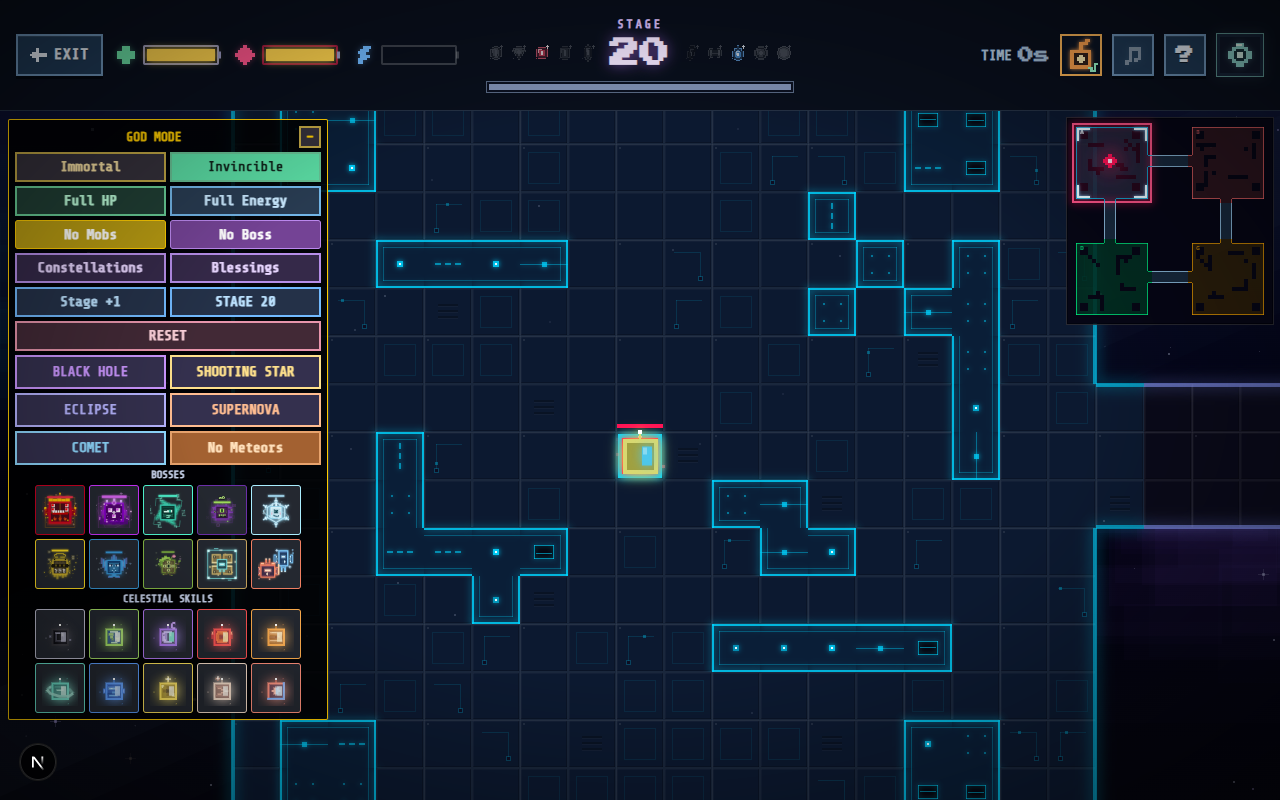 EXIT
STAGE
20
TIME 0s
?
GOD MODE
Immortal
Invincible
Full HP
Full Energy
No Mobs
No Boss
Constellations
Blessings
Stage +1
STAGE 20
RESET
BLACK HOLE
SHOOTING STAR
ECLIPSE
SUPERNOVA
COMET
No Meteors
BOSSES
CELESTIAL SKILLS
N